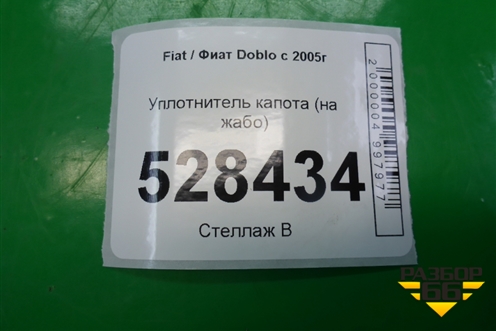 Fiat / Фиат Doblo с 2005г
Уплотнитель капота (на
жабо)
528434
Стеллаж В
2000004997977
РАЗБОР
66